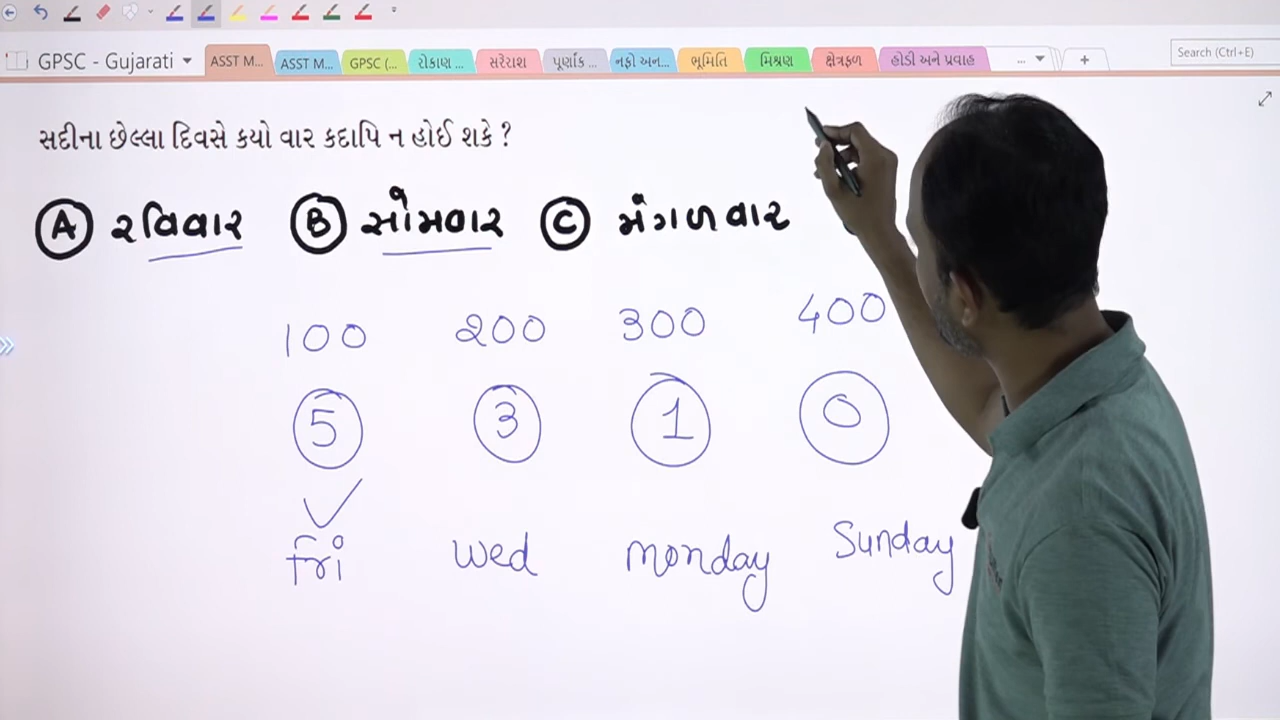 GPSC - Gujarati
ASST M...
ASST M...
GPSC (...
રોકાણ ...
સરેરાશ
પૂર્ણાંક ...
નફો અન...
ભૂમિતિ
મિશ્રણ
ક્ષેત્રફળ
હોડી અને પ્રવાહ
...
Search (Ctrl+E)
સદીના છેલ્લા દિવસે કયો વાર કદાપિ ન હોઈ શકે ?
A રવિવાર B સોમવાર C મંગળવાર
100 200 300 400
5 3 1 0
fri wed monday Sunday